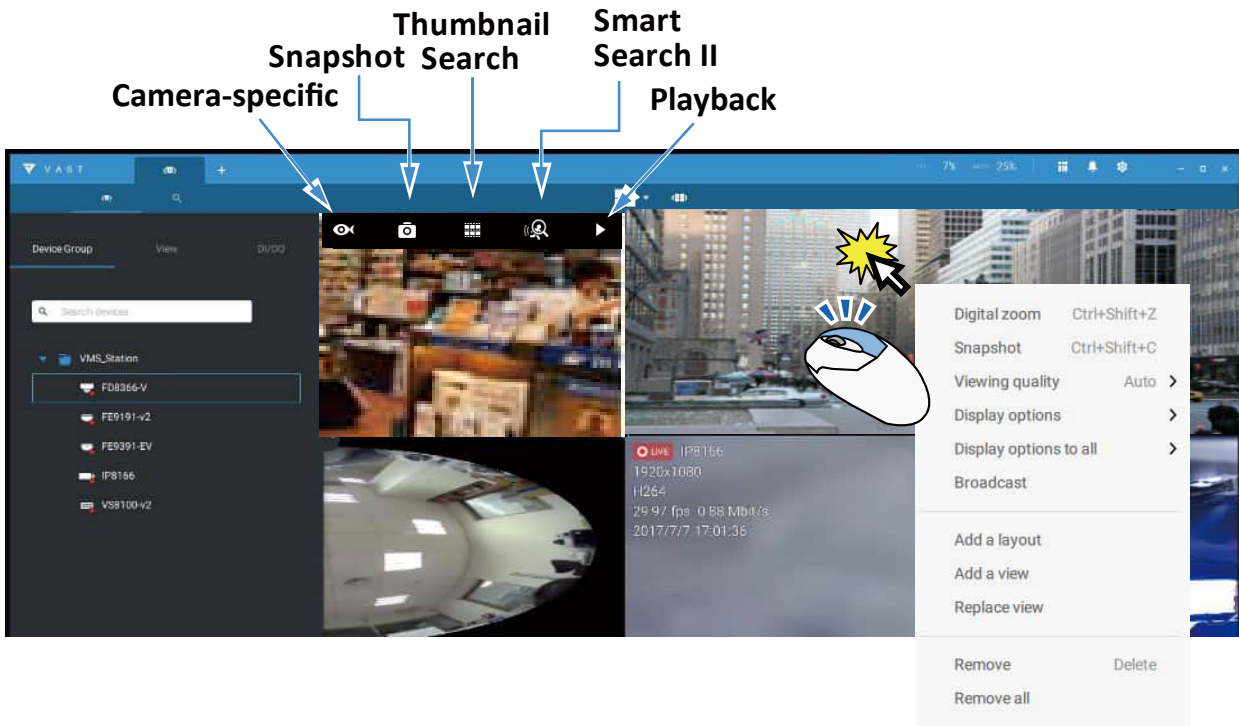 Thumbnail
Search
Smart
Search II
Snapshot
Camera-specific
Playback
VAST
+
7%
25%
Device Group
View
DI/DO
Search devices
VMS_Station
FD8366-V
FE9191-v2
FE9391-EV
IP8166
VS8100-v2
LIVE IP8166
1920x1080
H264
29.97 fps 0.88 Mbit/s
2017/7/7 17:01:36
Digital zoom Ctrl+Shift+Z
Snapshot Ctrl+Shift+C
Viewing quality Auto >
Display options >
Display options to all >
Broadcast
Add a layout
Add a view
Replace view
Remove Delete
Remove all